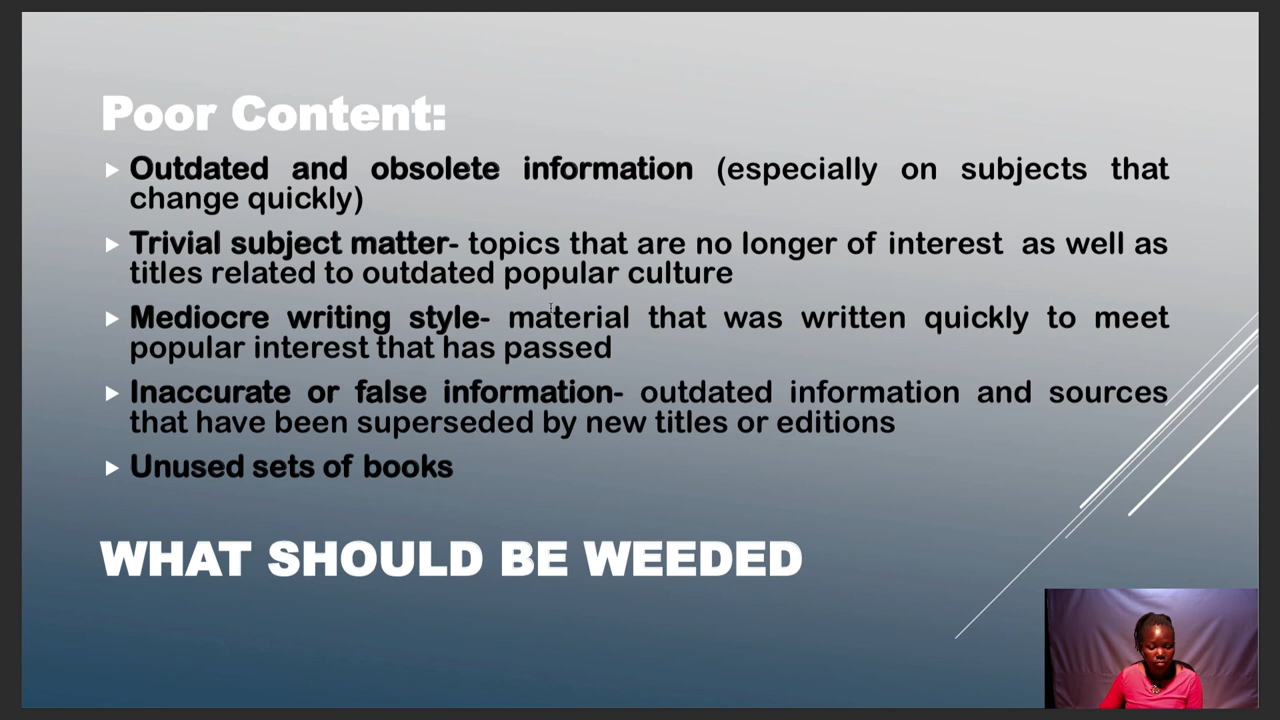 Poor Content:
Outdated and obsolete information (especially on subjects that
change quickly)
Trivial subject matter- topics that are no longer of interest as well as
titles related to outdated popular culture
Mediocre writing style- material that was written quickly to meet
popular interest that has passed
Inaccurate or false information- outdated information and sources
that have been superseded by new titles or editions
Unused sets of books
WHAT SHOULD BE WEEDED